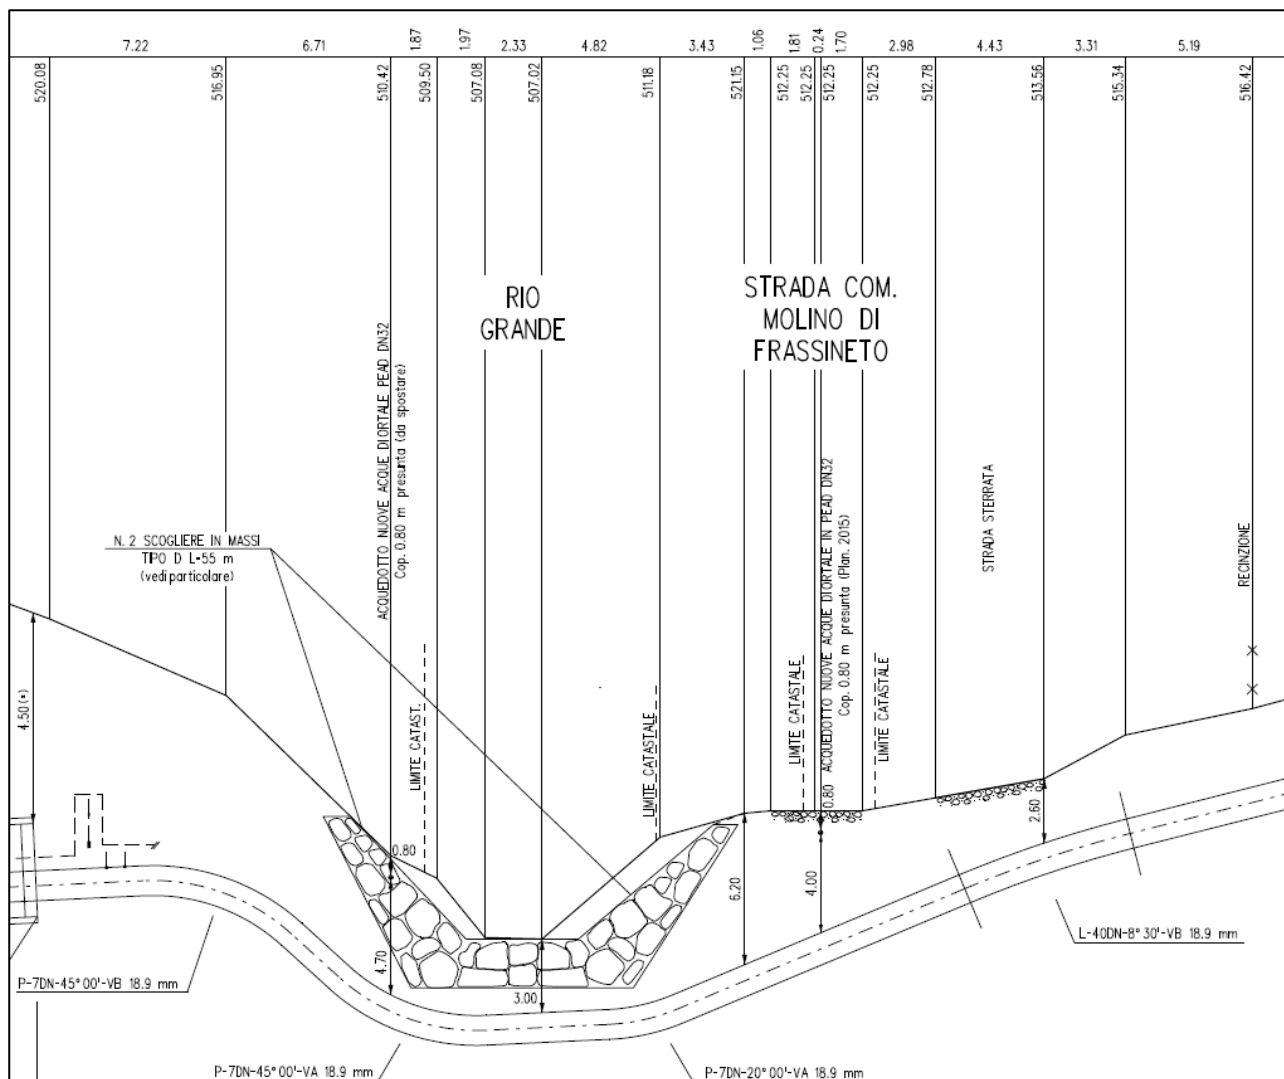 7.22 6.71 1.87 1.97 2.33 4.82 3.43 1.06 1.81 0.24 1.70 2.98 4.43 3.31 5.19
520.08 516.95 510.42 509.50 507.08 507.02 511.18 521.15 512.25 512.25 512.25 512.25 512.78 513.56 515.34 516.42
RIO
GRANDE
STRADA COM.
MOLINO DI
FRASSINETO
ACQUEDOTTO NUOVE ACQUE DIORTALE PEAD DN32
Cop. 0.80 m presunta (da spostare)
N. 2 SCOGLIERE IN MASSI
TIPO D L-55 m
(vedi particolare)
ACQUEDOTTO NUOVE ACQUE DIORTALE IN PEAD DN32
Cop. 0.80 m presunta (Plan. 2015)
STRADA STERRATA
RECINZIONE
LIMITE CATAST.
LIMITE CATASTALE
LIMITE CATASTALE
LIMITE CATASTALE
4.50(*)
0.80
0.80
2.60
6.20
4.00
4.70
3.00
L-40DN-8°30'-VB 18.9 mm
P-7DN-45°00'-VB 18.9 mm
P-7DN-45°00'-VA 18.9 mm
P-7DN-20°00'-VA 18.9 mm